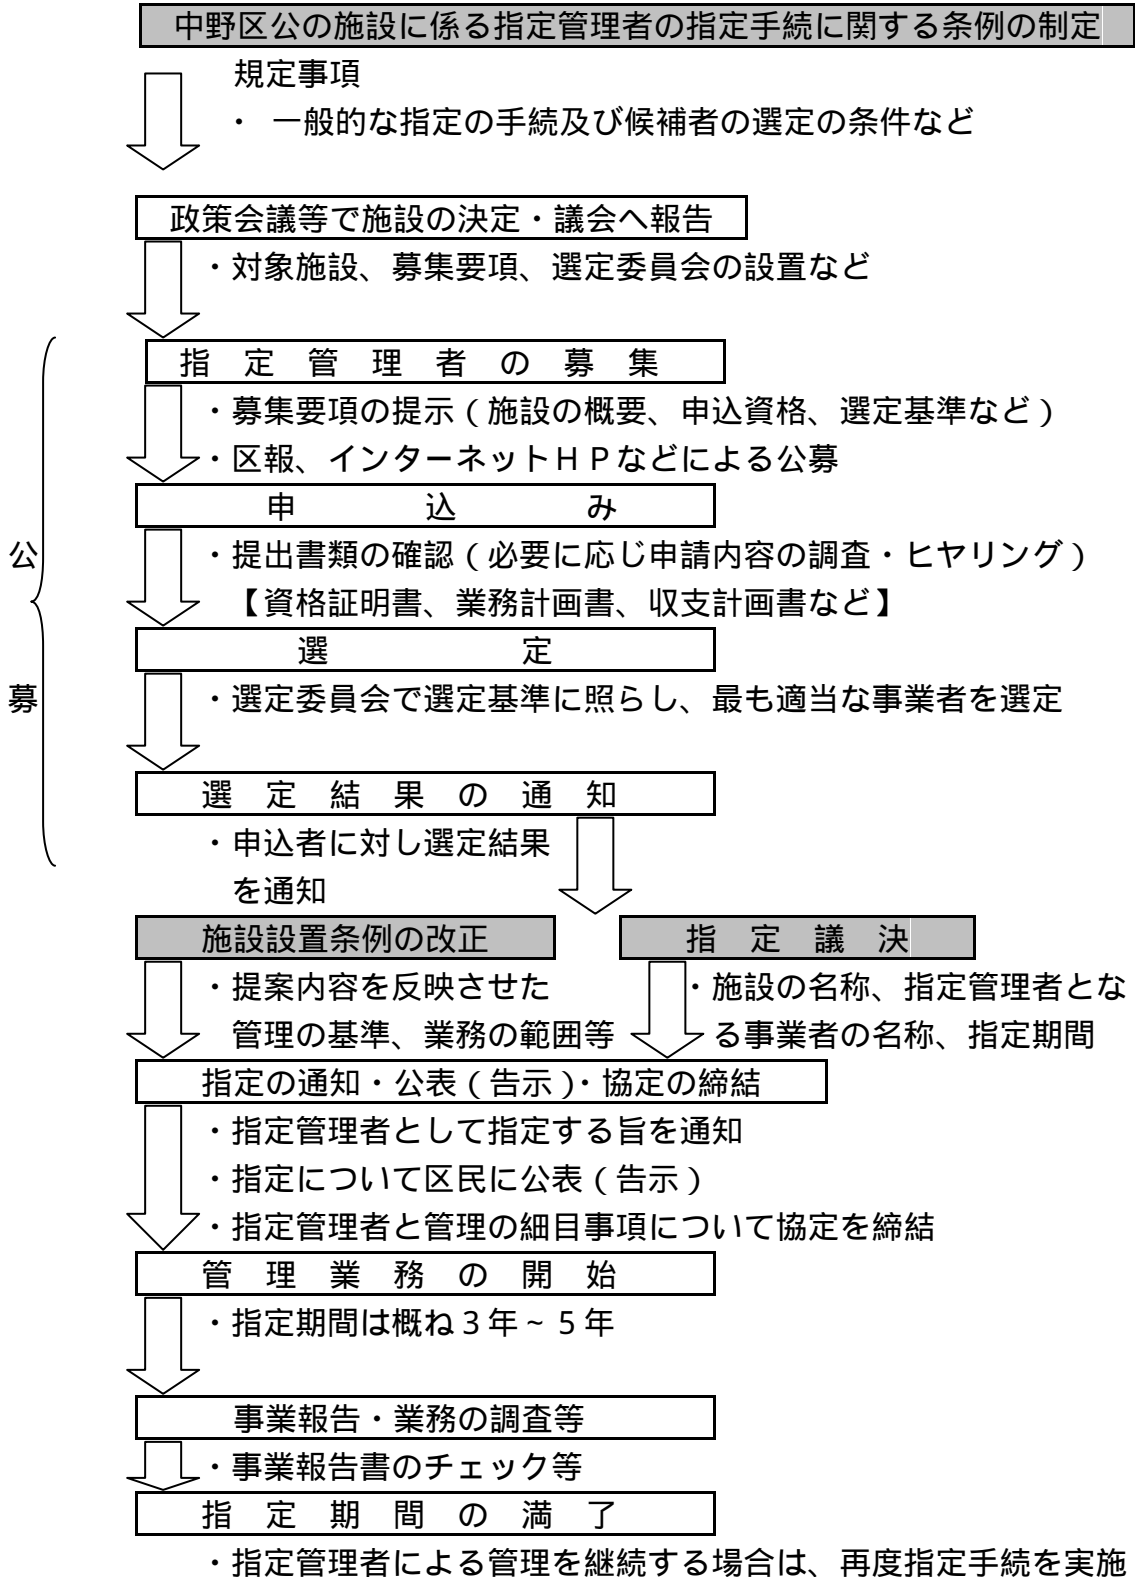 中野区公の施設に係る指定管理者の指定手続に関する条例の制定
規定事項
・ 一般的な指定の手続及び候補者の選定の条件など
政策会議等で施設の決定・議会へ報告
・対象施設、募集要項、選定委員会の設置など
公募
指定管理者の募集
・募集要項の提示（施設の概要、申込資格、選定基準など）
・区報、インターネットＨＰなどによる公募
申込み
・提出書類の確認（必要に応じ申請内容の調査・ヒヤリング）
【資格証明書、業務計画書、収支計画書など】
選定
・選定委員会で選定基準に照らし、最も適当な事業者を選定
選定結果の通知
・申込者に対し選定結果
を通知
施設設置条例の改正
・提案内容を反映させた
管理の基準、業務の範囲等
指定議決
・施設の名称、指定管理者とな
る事業者の名称、指定期間
指定の通知・公表（告示）・協定の締結
・指定管理者として指定する旨を通知
・指定について区民に公表（告示）
・指定管理者と管理の細目事項について協定を締結
管理業務の開始
・指定期間は概ね３年~５年
事業報告・業務の調査等
・事業報告書のチェック等
指定期間の満了
・指定管理者による管理を継続する場合は、再度指定手続を実施